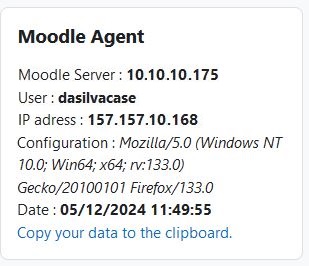 Moodle Agent
Moodle Server : 10.10.10.175
User : dasilvacase
IP adress : 157.157.10.168
Configuration : Mozilla/5.0 (Windows NT
10.0; Win64; x64; rv:133.0)
Gecko/20100101 Firefox/133.0
Date : 05/12/2024 11:49:55
Copy your data to the clipboard.